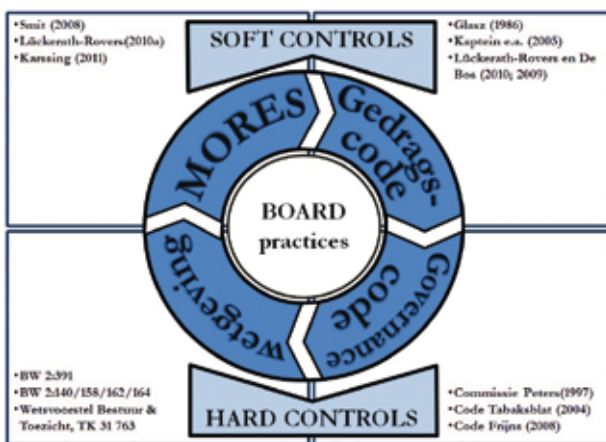 •Smit (2008)
•Lückerath-Rovers(2010a)
•Karssing (2011)
SOFT CONTROLS
•Glasz (1986)
•Kaptein e.a. (2005)
•Lückerath-Rovers en De
Bos (2010; 2009)
MORES
Gedrags-
code
BOARD
practices
wetgeving
Governance
code
•BW 2:391
•BW 2:140/158/162/164
•Wetsvoorstel Bestuur &
Toezicht, TK 31 763
HARD CONTROLS
•Commissie Peters(1997)
•Code Tabaksblat (2004)
•Code Frijns (2008)